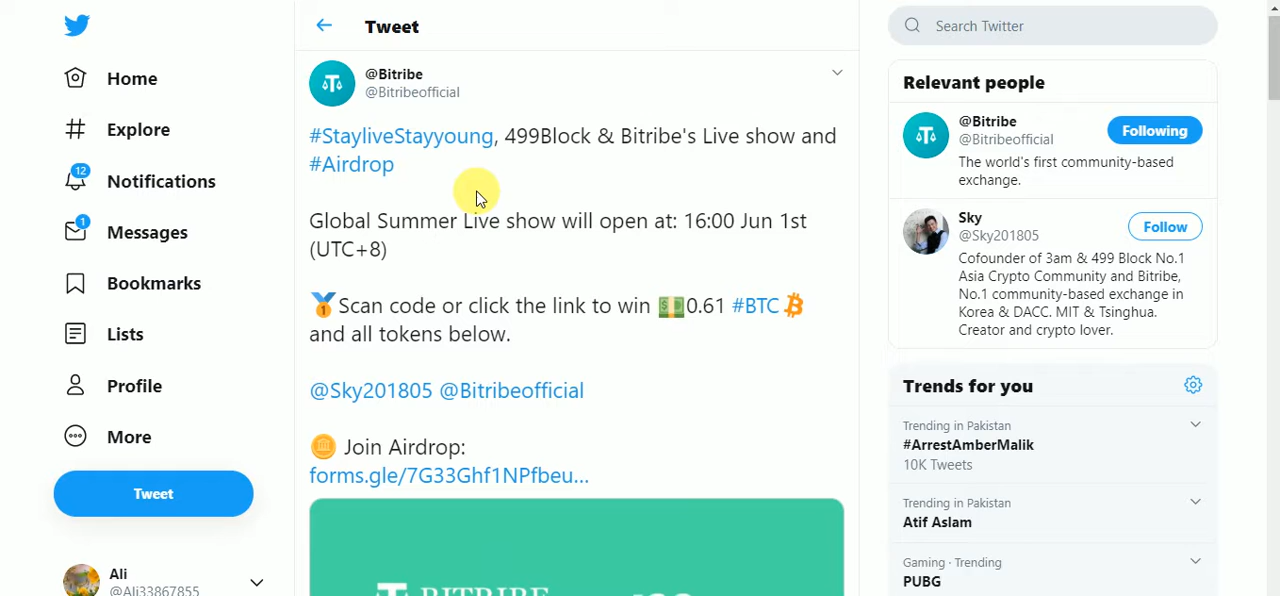 Tweet
Search Twitter
Home
Explore
12
Notifications
1
Messages
Bookmarks
Lists
Profile
More
Tweet
Ali
@Ali33867855
@Bitribe
@Bitribeofficial
#StayliveStayyoung, 499Block & Bitribe's Live show and
#Airdrop
Global Summer Live show will open at: 16:00 Jun 1st
(UTC+8)
🥇Scan code or click the link to win 💵0.61 #BTC
and all tokens below.
@Sky201805 @Bitribeofficial
🪙 Join Airdrop:
forms.gle/7G33Ghf1NPfbeu...
BITRIBE
Relevant people
@Bitribe
@Bitribeofficial
Following
The world's first community-based
exchange.
Sky
@Sky201805
Follow
Cofounder of 3am & 499 Block No.1
Asia Crypto Community and Bitribe,
No.1 community-based exchange in
Korea & DACC. MIT & Tsinghua.
Creator and crypto lover.
Trends for you
Trending in Pakistan
#ArrestAmberMalik
10K Tweets
Trending in Pakistan
Atif Aslam
Gaming · Trending
PUBG